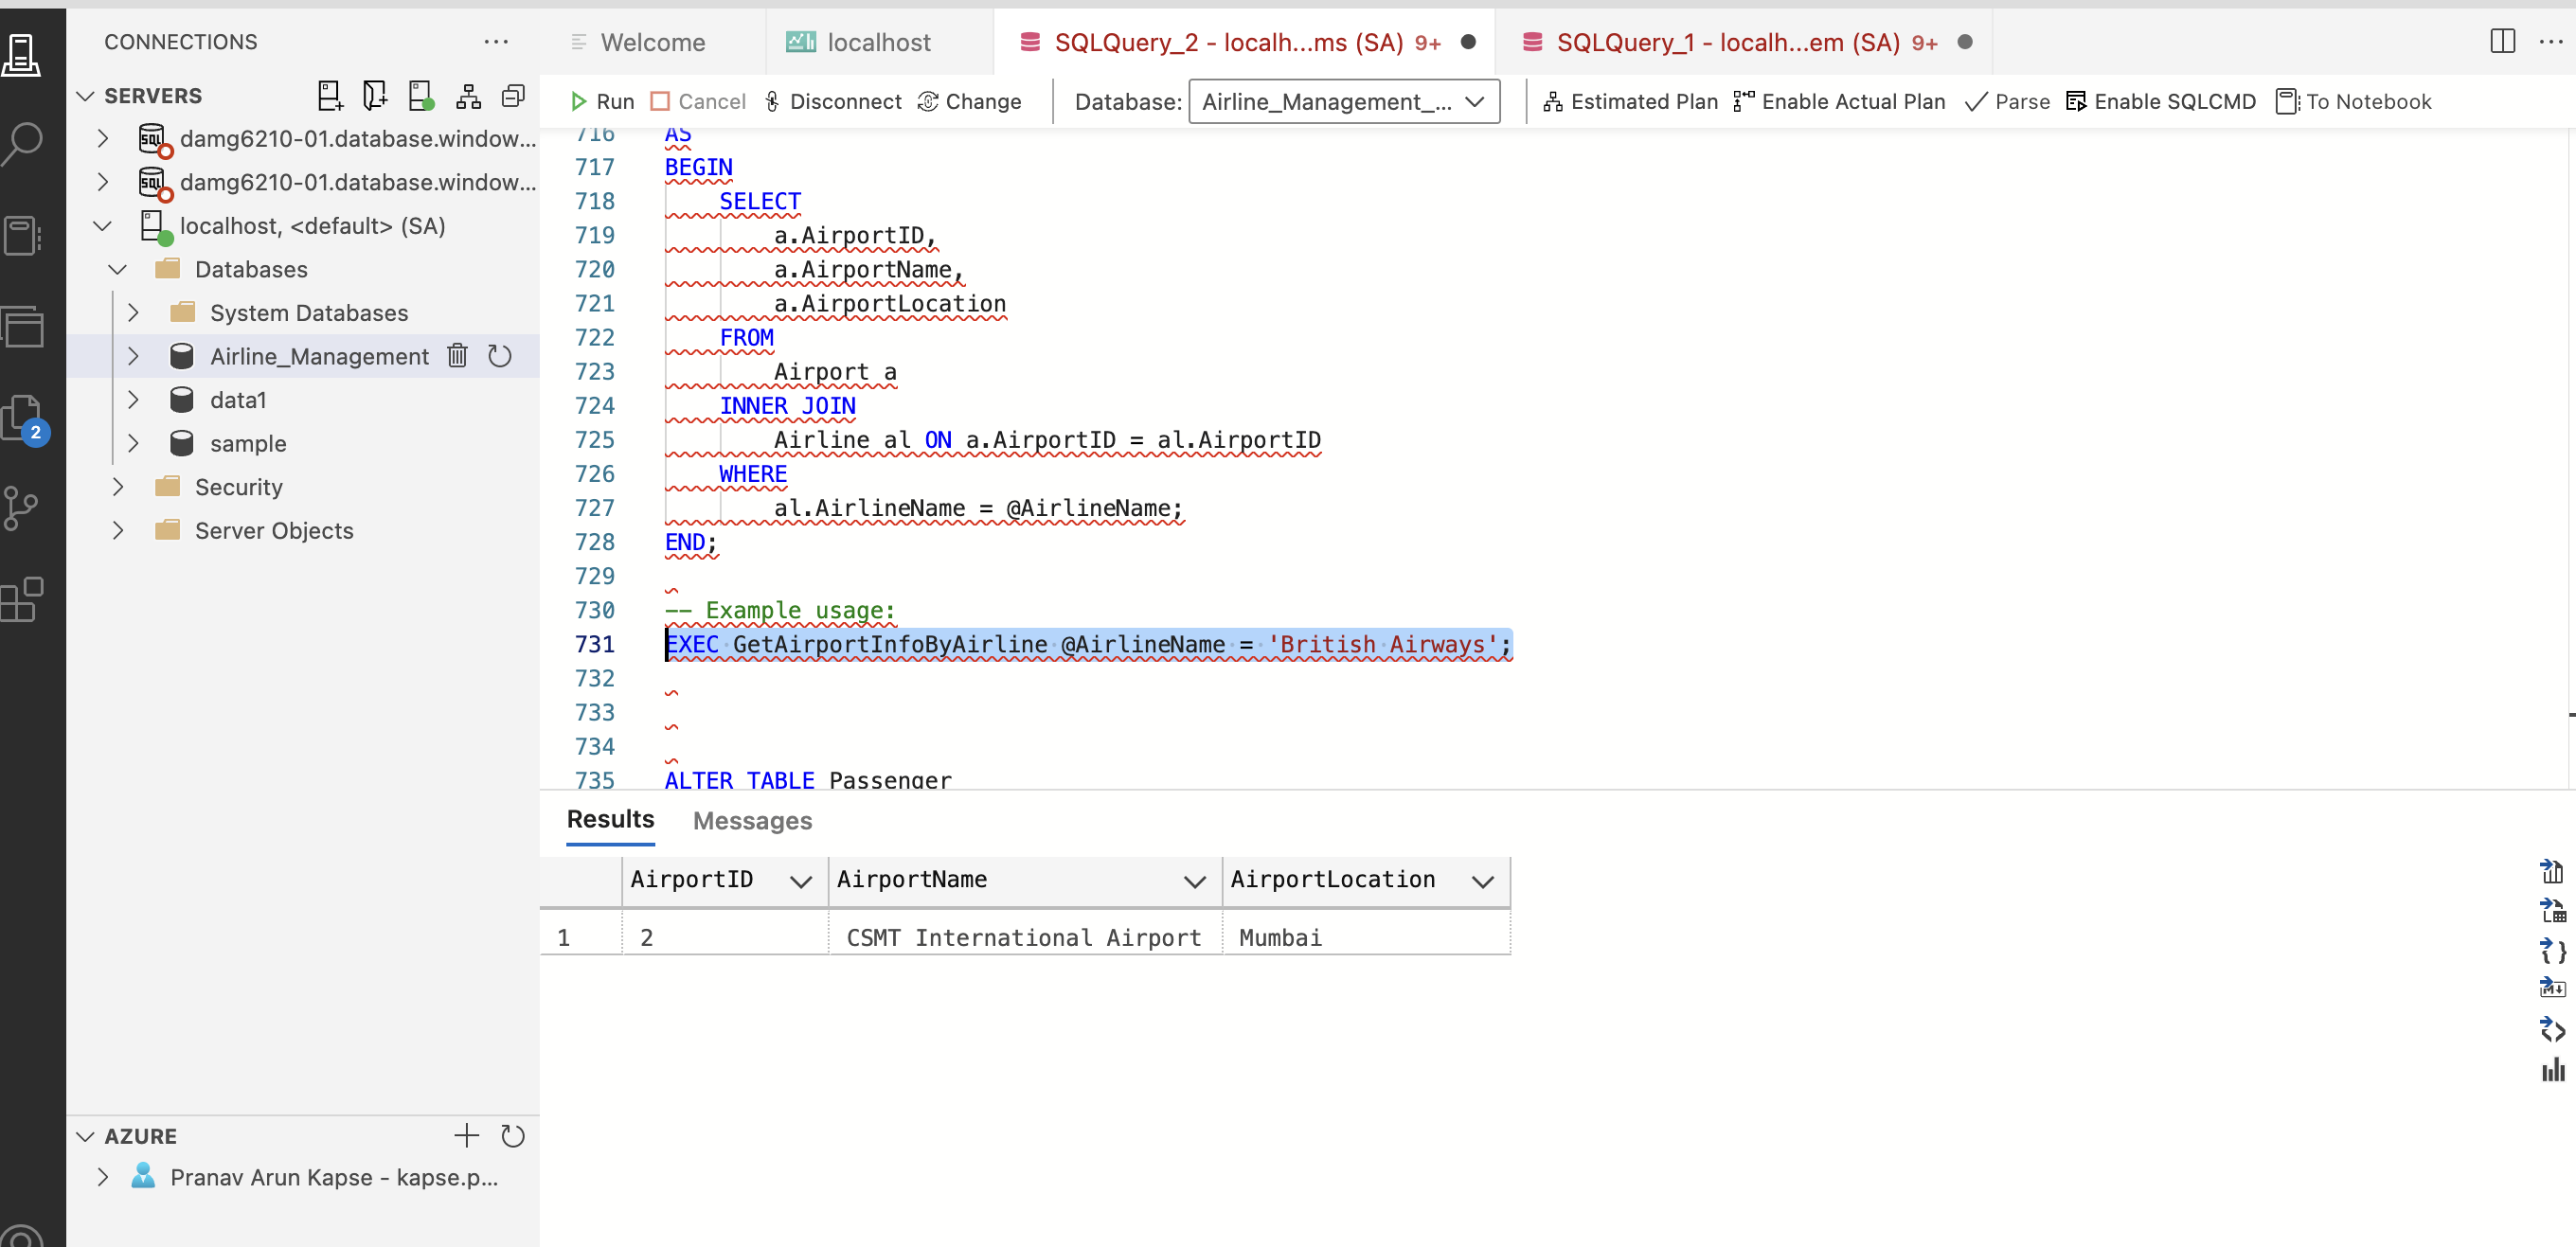 CONNECTIONS ...
SERVERS
damg6210-01.database.window...
damg6210-01.database.window...
localhost, <default> (SA)
Databases
System Databases
Airline_Management
data1
sample
Security
Server Objects
2
AZURE
Pranav Arun Kapse - kapse.p...
Welcome
localhost
SQLQuery_2 - localh...ms (SA) 9+
SQLQuery_1 - localh...em (SA) 9+
Run Cancel Disconnect Change Database: Airline_Management_... Estimated Plan Enable Actual Plan Parse Enable SQLCMD To Notebook
716 AS
717 BEGIN
718 SELECT
719 a.AirportID,
720 a.AirportName,
721 a.AirportLocation
722 FROM
723 Airport a
724 INNER JOIN
725 Airline al ON a.AirportID = al.AirportID
726 WHERE
727 al.AirlineName = @AirlineName;
728 END;
729
730 -- Example usage:
731 EXEC GetAirportInfoByAirline @AirlineName = 'British Airways';
732
733
734
735 ALTER TABLE Passenger
Results Messages
AirportID AirportName AirportLocation
1 2 CSMT International Airport Mumbai